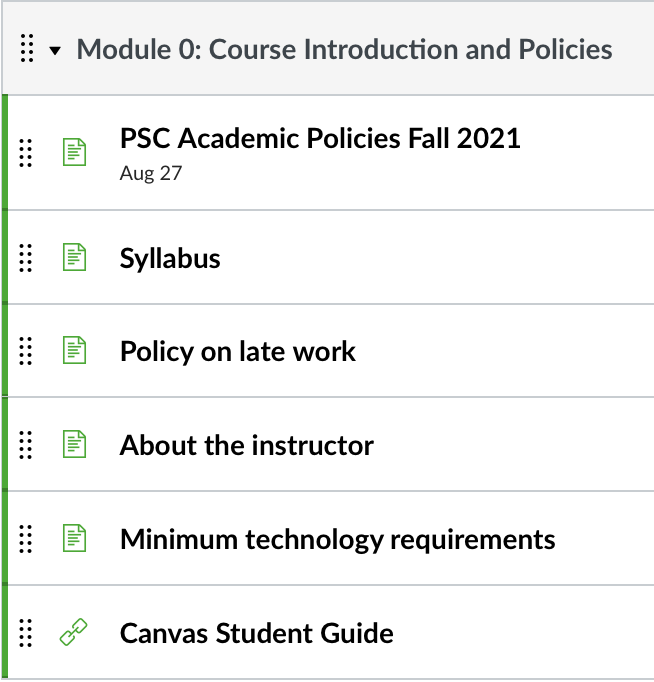 Module 0: Course Introduction and Policies
PSC Academic Policies Fall 2021
Aug 27
Syllabus
Policy on late work
About the instructor
Minimum technology requirements
Canvas Student Guide